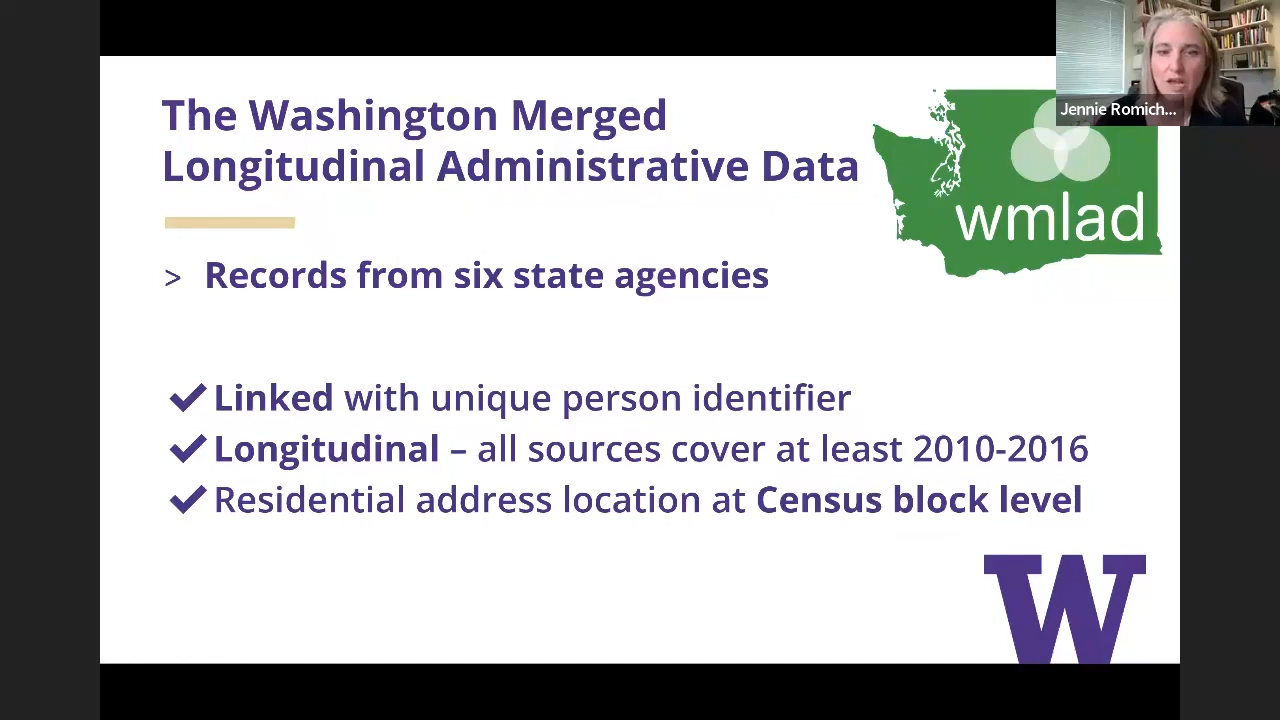 Jennie Romich...
The Washington Merged
Longitudinal Administrative Data
wmlad
> Records from six state agencies
✔ Linked with unique person identifier
✔ Longitudinal – all sources cover at least 2010-2016
✔ Residential address location at Census block level
W